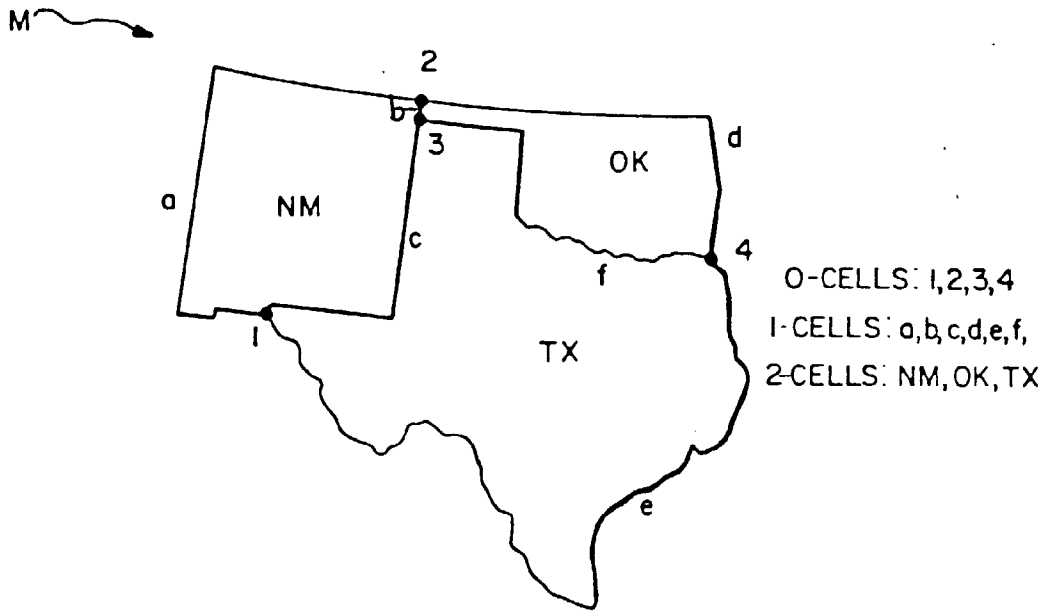 M
2
b
3
OK
d
a
NM
c
4
f
O-CELLS: 1,2,3,4
1
1-CELLS: a,b,c,d,e,f,
TX
2-CELLS: NM, OK, TX
e